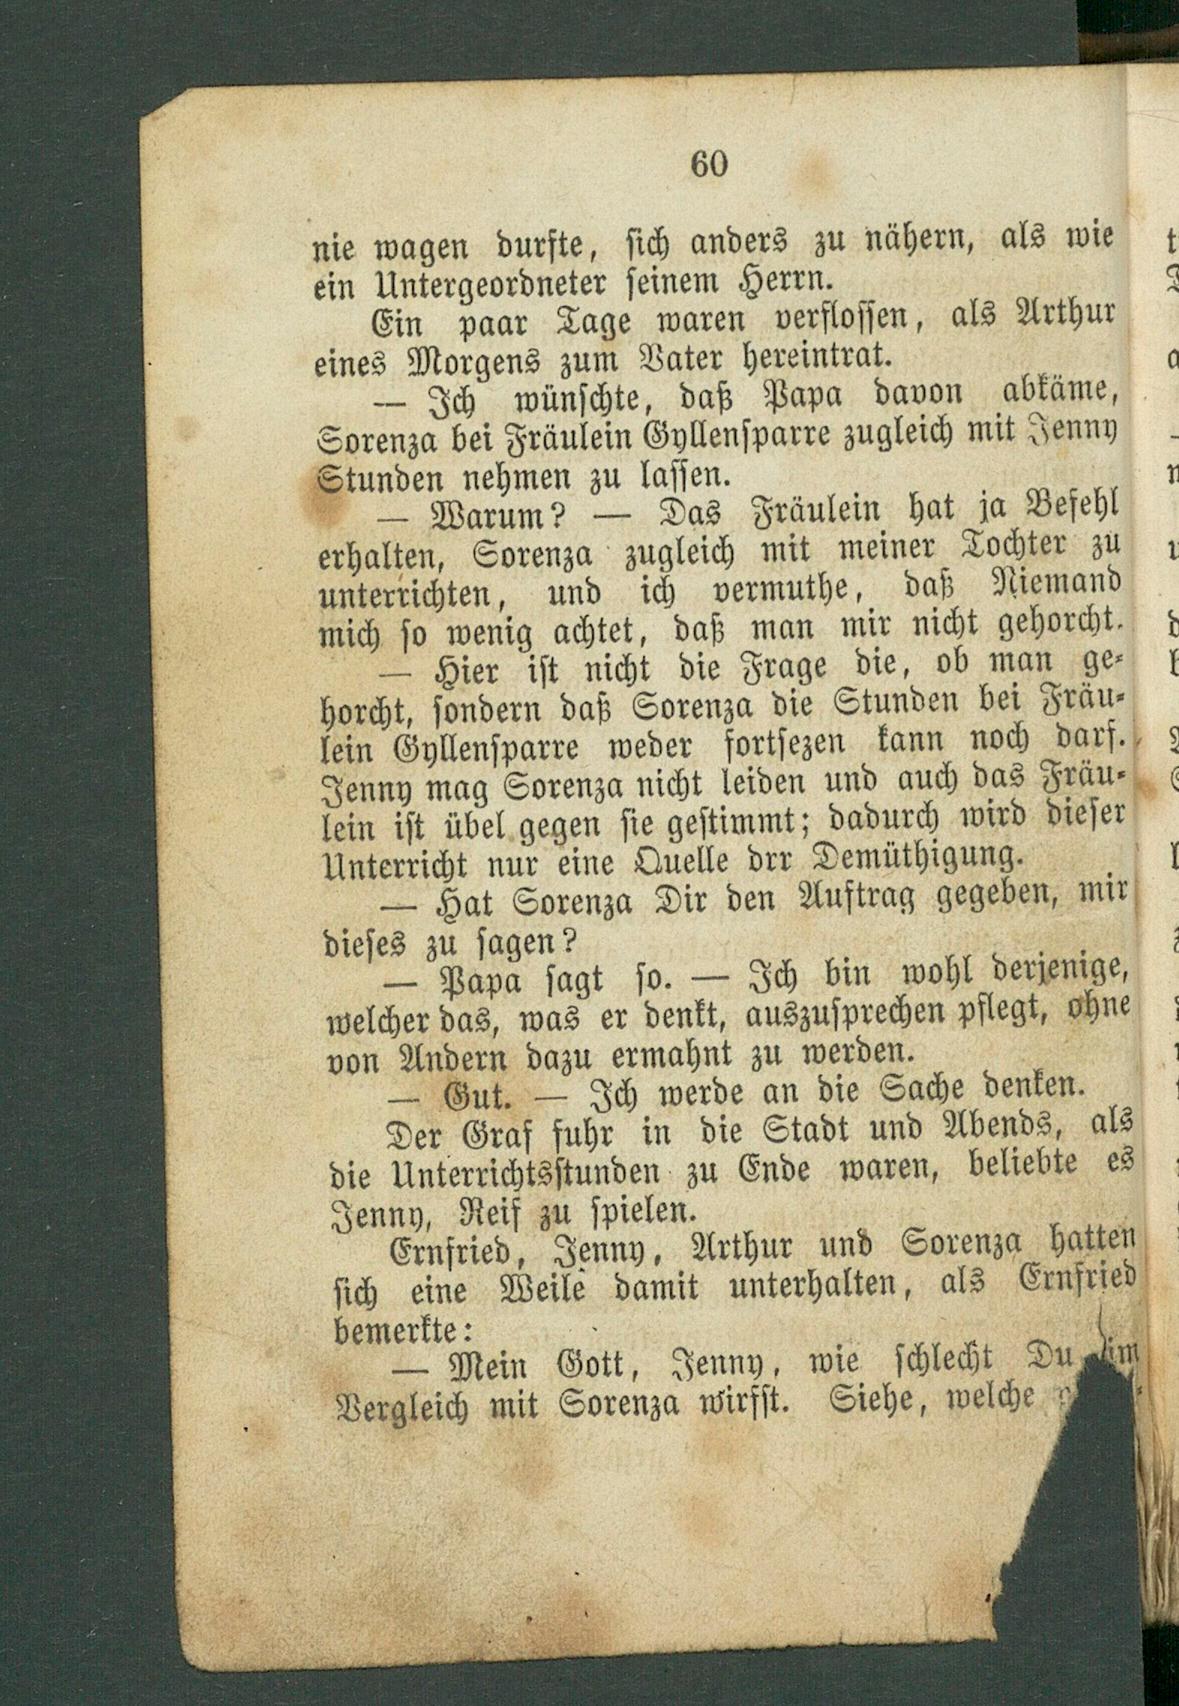 60
nie wagen durfte, sich anders zu nähern, als wie
ein Untergeordneter seinem Herrn.
Ein paar Tage waren verflossen, als Arthur
eines Morgens zum Vater hereintrat.
— Ich wünschte, daß Papa davon abkäme,
Sorenza bei Fräulein Gyllensparre zugleich mit Jenny
Stunden nehmen zu lassen.
— Warum? — Das Fräulein hat ja Befehl
erhalten, Sorenza zugleich mit meiner Tochter zu
unterrichten, und ich vermuthe, daß Niemand
mich so wenig achtet, daß man mir nicht gehorcht.
— Hier ist nicht die Frage die, ob man ge-
horcht, sondern daß Sorenza die Stunden bei Fräu-
lein Gyllensparre weder fortsezen kann noch darf.
Jenny mag Sorenza nicht leiden und auch das Fräu-
lein ist übel gegen sie gestimmt; dadurch wird dieser
Unterricht nur eine Quelle drr Demüthigung.
— Hat Sorenza Dir den Auftrag gegeben, mir
dieses zu sagen?
— Papa sagt so. — Ich bin wohl derjenige,
welcher das, was er denkt, auszusprechen pflegt, ohne
von Andern dazu ermahnt zu werden.
— Gut. — Ich werde an die Sache denken.
Der Graf fuhr in die Stadt und Abends, als
die Unterrichtsstunden zu Ende waren, beliebte es
Jenny, Reif zu spielen.
Ernfried, Jenny, Arthur und Sorenza hatten
sich eine Weile damit unterhalten, als Ernfried
bemerkte:
— Mein Gott, Jenny, wie schlecht Du im
Vergleich mit Sorenza wirfst. Siehe, welche